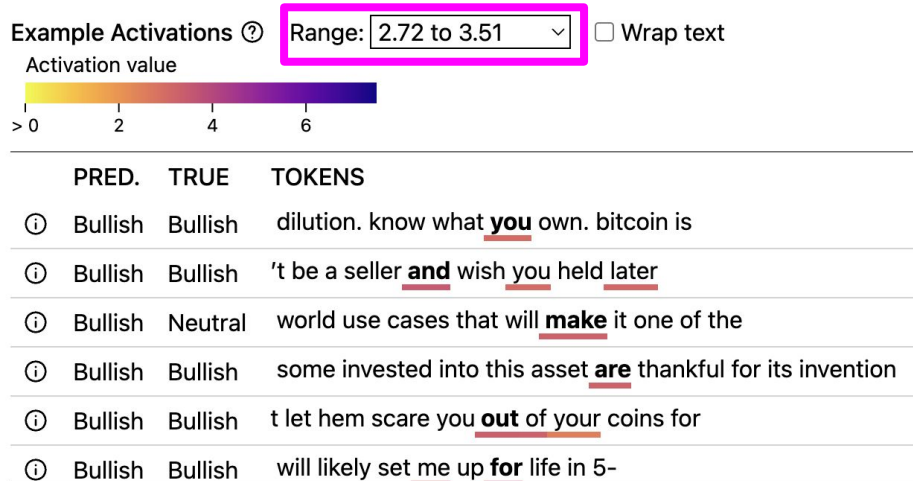 Example Activations ? Range: 2.72 to 3.51 Wrap text
Activation value
> 0 2 4 6
PRED. TRUE TOKENS
Bullish Bullish dilution. know what you own. bitcoin is
Bullish Bullish 't be a seller and wish you held later
Bullish Neutral world use cases that will make it one of the
Bullish Bullish some invested into this asset are thankful for its invention
Bullish Bullish t let hem scare you out of your coins for
Bullish Bullish will likely set me up for life in 5-